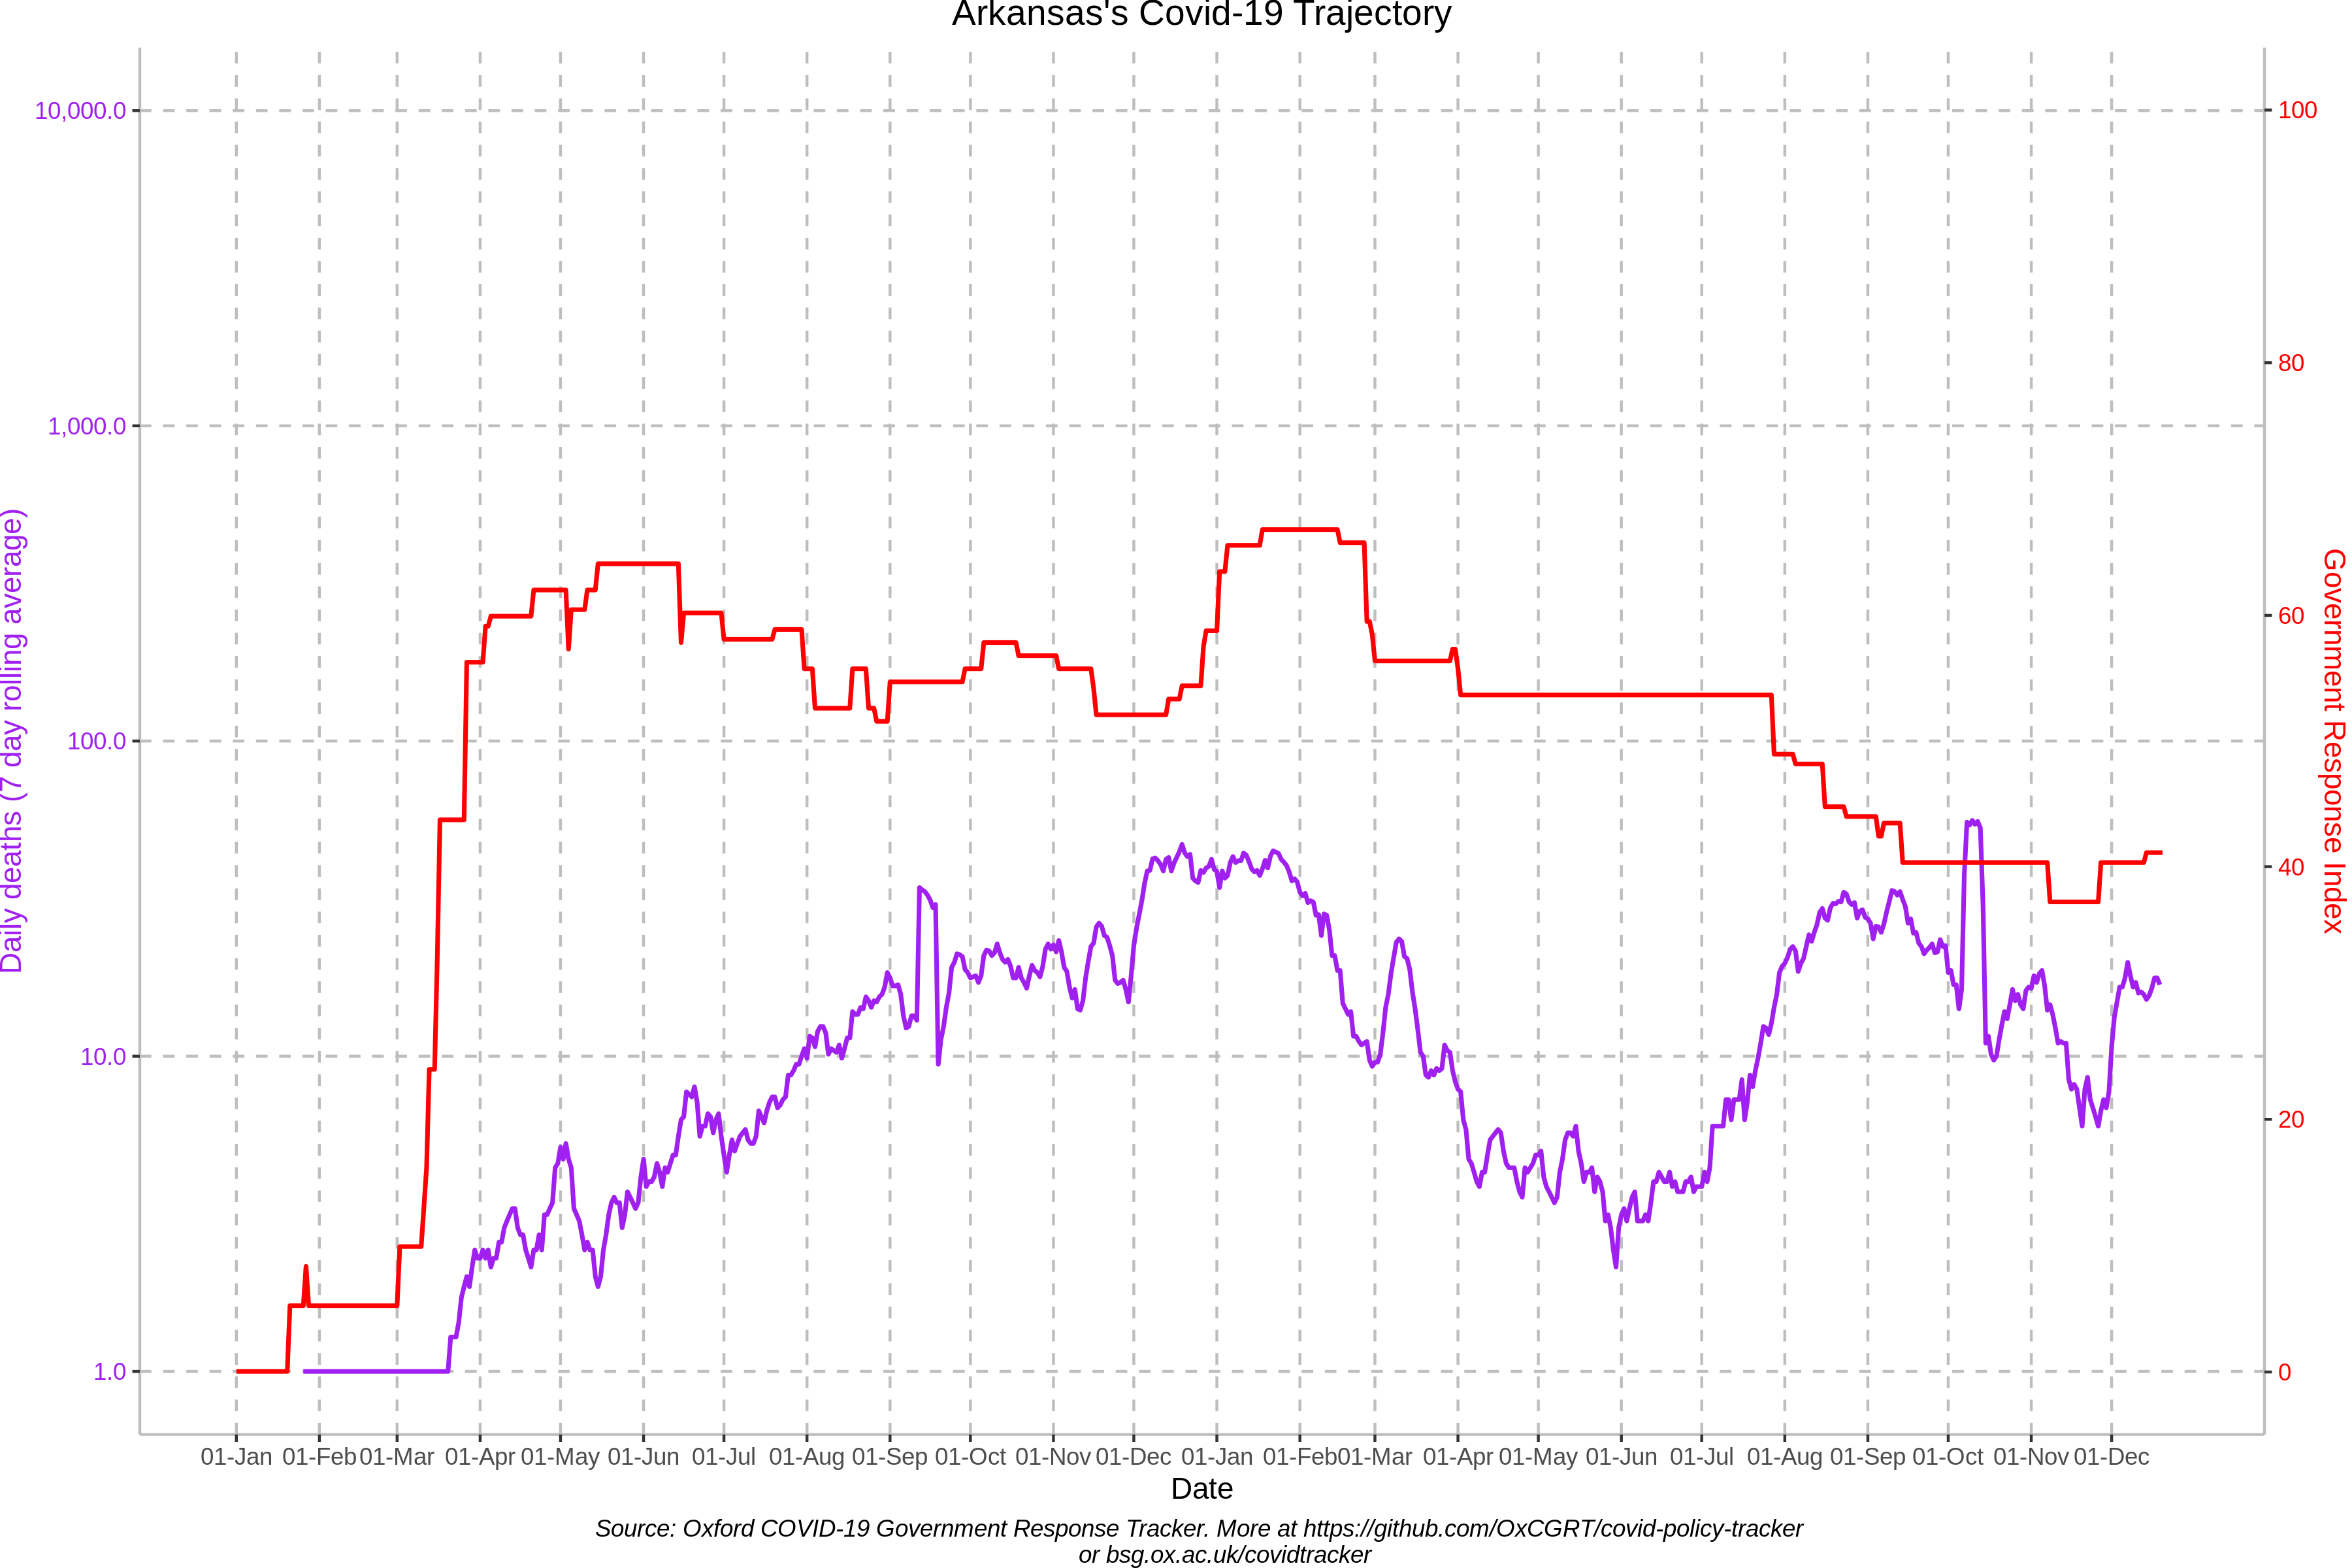 Arkansas's Covid-19 Trajectory
10,000.0
1,000.0
100.0
10.0
1.0
Daily deaths (7 day rolling average)
100
80
60
40
20
0
Government Response Index
01-Jan 01-Feb 01-Mar 01-Apr 01-May 01-Jun 01-Jul 01-Aug 01-Sep 01-Oct 01-Nov 01-Dec 01-Jan 01-Feb 01-Mar 01-Apr 01-May 01-Jun 01-Jul 01-Aug 01-Sep 01-Oct 01-Nov 01-Dec
Date
Source: Oxford COVID-19 Government Response Tracker. More at https://github.com/OxCGRT/covid-policy-tracker
or bsg.ox.ac.uk/covidtracker